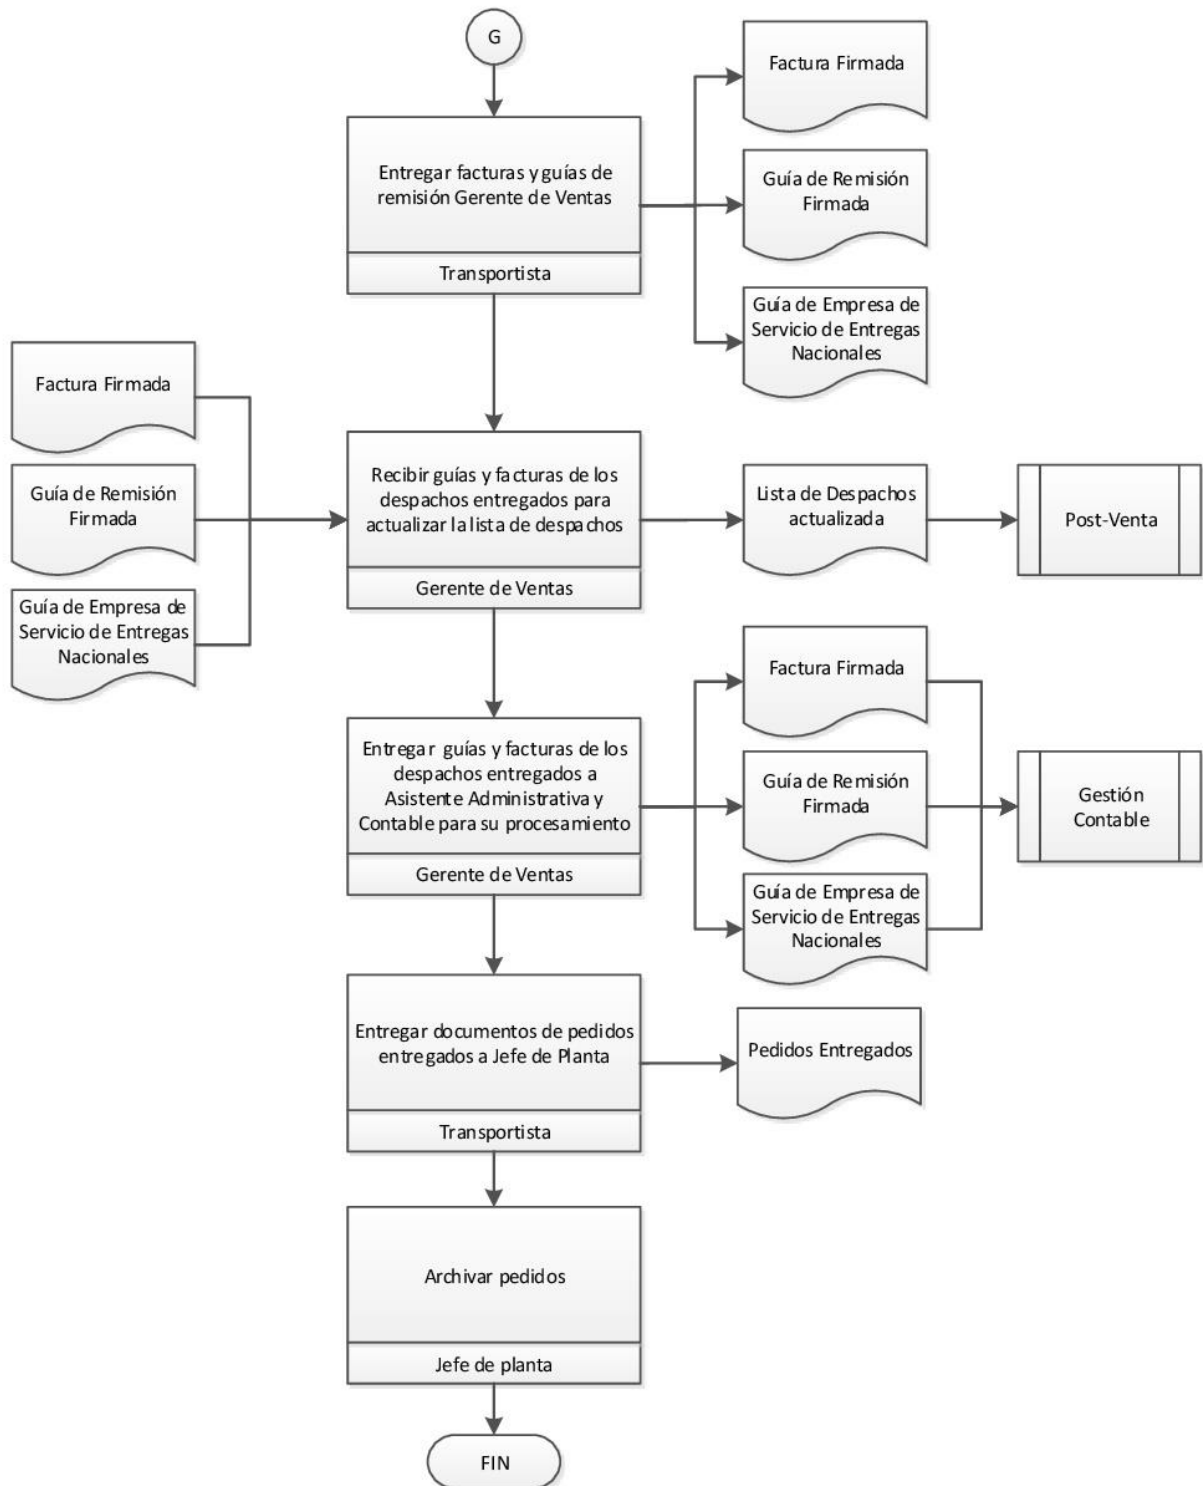 G
Factura Firmada
Entregar facturas y guías de
remisión Gerente de Ventas
Transportista
Guía de Remisión
Firmada
Guía de Empresa de
Servicio de Entregas
Nacionales
Factura Firmada
Guía de Remisión
Firmada
Guía de Empresa de
Servicio de Entregas
Nacionales
Recibir guías y facturas de los
despachos entregados para
actualizar la lista de despachos
Gerente de Ventas
Lista de Despachos
actualizada
Post-Venta
Entregar guías y facturas de los
despachos entregados a
Asistente Administrativa y
Contable para su procesamiento
Gerente de Ventas
Factura Firmada
Guía de Remisión
Firmada
Guía de Empresa de
Servicio de Entregas
Nacionales
Gestión
Contable
Entregar documentos de pedidos
entregados a Jefe de Planta
Transportista
Pedidos Entregados
Archivar pedidos
Jefe de planta
FIN